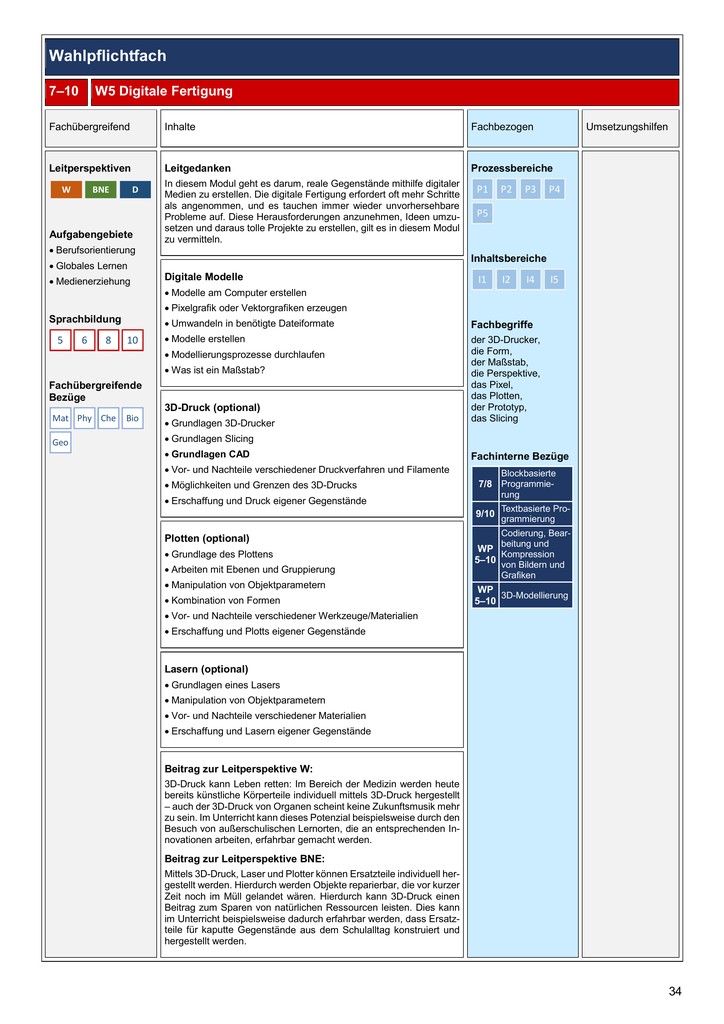 Wahlpflichtfach
7–10 W5 Digitale Fertigung
Fachübergreifend
Inhalte
Fachbezogen
Umsetzungshilfen
Leitperspektiven
W BNE D
Aufgabengebiete
• Berufsorientierung
• Globales Lernen
• Medienerziehung
Sprachbildung
5 6 8 10
Fachübergreifende
Bezüge
Mat Phy Che Bio
Geo
Leitgedanken
In diesem Modul geht es darum, reale Gegenstände mithilfe digitaler
Medien zu erstellen. Die digitale Fertigung erfordert oft mehr Schritte
als angenommen, und es tauchen immer wieder unvorhersehbare
Probleme auf. Diese Herausforderungen anzunehmen, Ideen umzu-
setzen und daraus tolle Projekte zu erstellen, gilt es in diesem Modul
zu vermitteln.
Digitale Modelle
• Modelle am Computer erstellen
• Pixelgrafik oder Vektorgrafiken erzeugen
• Umwandeln in benötigte Dateiformate
• Modelle erstellen
• Modellierungsprozesse durchlaufen
• Was ist ein Maßstab?
3D-Druck (optional)
• Grundlagen 3D-Drucker
• Grundlagen Slicing
• Grundlagen CAD
• Vor- und Nachteile verschiedener Druckverfahren und Filamente
• Möglichkeiten und Grenzen des 3D-Drucks
• Erschaffung und Druck eigener Gegenstände
Plotten (optional)
• Grundlage des Plottens
• Arbeiten mit Ebenen und Gruppierung
• Manipulation von Objektparametern
• Kombination von Formen
• Vor- und Nachteile verschiedener Werkzeuge/Materialien
• Erschaffung und Plotts eigener Gegenstände
Lasern (optional)
• Grundlagen eines Lasers
• Manipulation von Objektparametern
• Vor- und Nachteile verschiedener Materialien
• Erschaffung und Lasern eigener Gegenstände
Beitrag zur Leitperspektive W:
3D-Druck kann Leben retten: Im Bereich der Medizin werden heute
bereits künstliche Körperteile individuell mittels 3D-Druck hergestellt
– auch der 3D-Druck von Organen scheint keine Zukunftsmusik mehr
zu sein. Im Unterricht kann dieses Potenzial beispielsweise durch den
Besuch von außerschulischen Lernorten, die an entsprechenden In-
novationen arbeiten, erfahrbar gemacht werden.
Beitrag zur Leitperspektive BNE:
Mittels 3D-Druck, Laser und Plotter können Ersatzteile individuell her-
gestellt werden. Hierdurch werden Objekte reparierbar, die vor kurzer
Zeit noch im Müll gelandet wären. Hierdurch kann 3D-Druck einen
Beitrag zum Sparen von natürlichen Ressourcen leisten. Dies kann
im Unterricht beispielsweise dadurch erfahrbar werden, dass Ersatz-
teile für kaputte Gegenstände aus dem Schulalltag konstruiert und
hergestellt werden.
Prozessbereiche
P1 P2 P3 P4
P5
Inhaltsbereiche
I1 I2 I4 I5
Fachbegriffe
der 3D-Drucker,
die Form,
der Maßstab,
die Perspektive,
das Pixel,
das Plotten,
der Prototyp,
das Slicing
Fachinterne Bezüge
7/8 Blockbasierte
Programmie-
rung
9/10 Textbasierte Pro-
grammierung
WP
5–10
Codierung, Bear-
beitung und
Kompression
von Bildern und
Grafiken
WP
5–10
3D-Modellierung
34